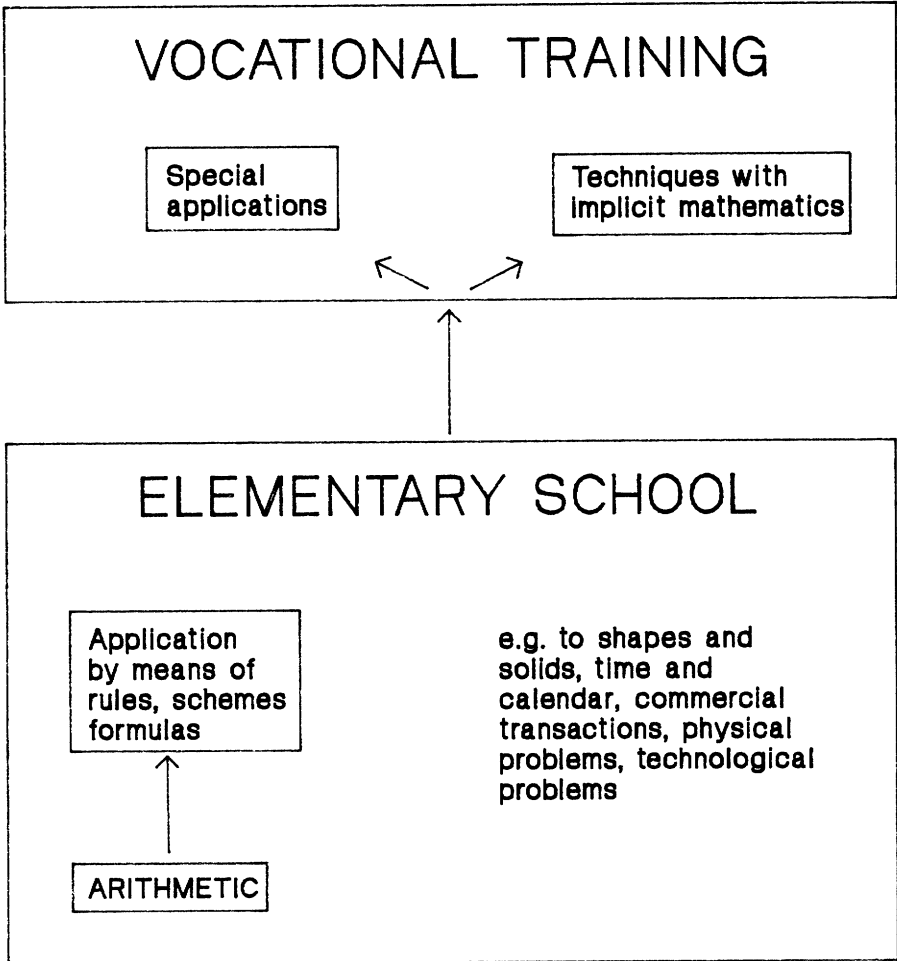 VOCATIONAL TRAINING
Special
applications
Techniques with
implicit mathematics
ELEMENTARY SCHOOL
Application
by means of
rules, schemes
formulas
e.g. to shapes and
solids, time and
calendar, commercial
transactions, physical
problems, technological
problems
ARITHMETIC